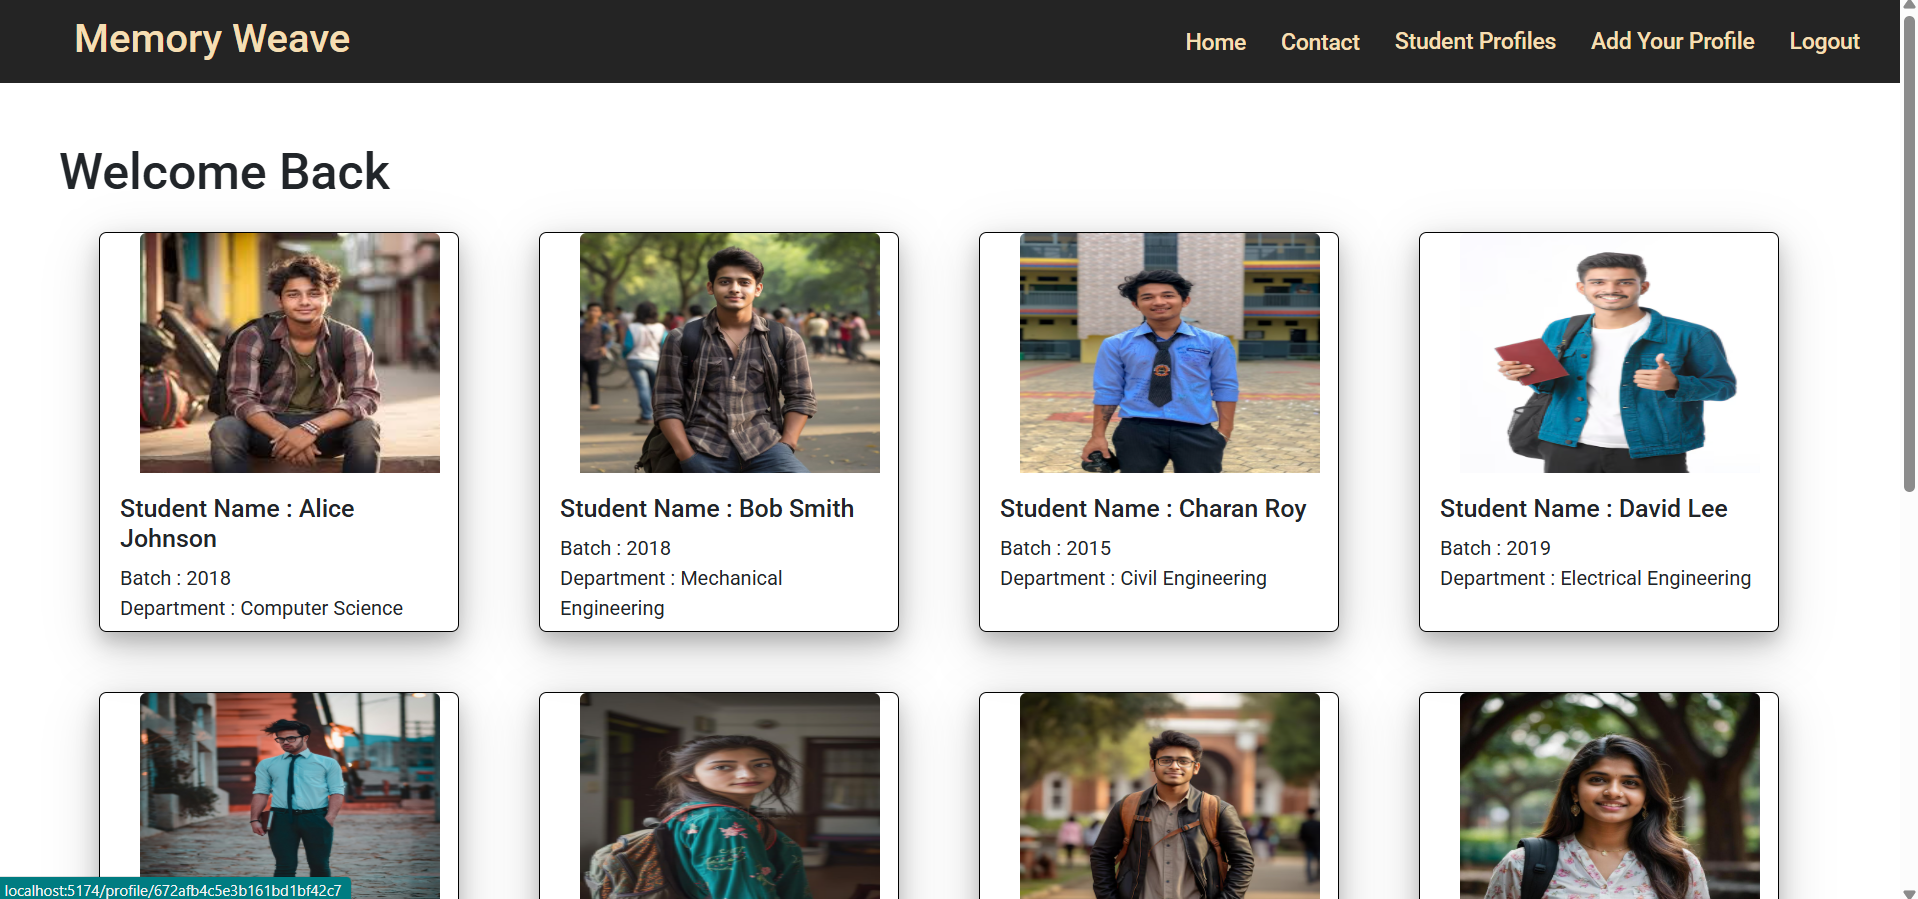 Memory Weave
Home Contact Student Profiles Add Your Profile Logout
Welcome Back
Student Name : Alice
Johnson
Batch : 2018
Department : Computer Science
Student Name : Bob Smith
Batch : 2018
Department : Mechanical
Engineering
Student Name : Charan Roy
Batch : 2015
Department : Civil Engineering
Student Name : David Lee
Batch : 2019
Department : Electrical Engineering
localhost:5174/profile/672afb4c5e3b161bd1bf42c7